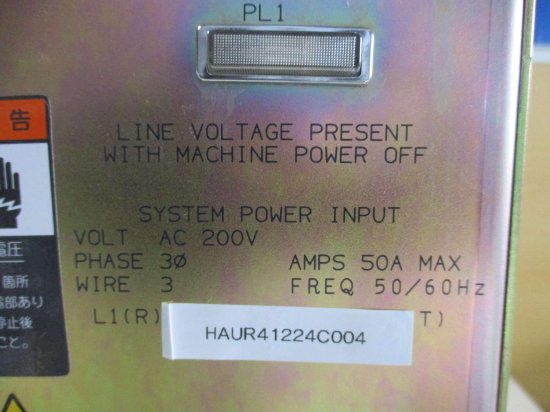 PL1
告
LINE VOLTAGE PRESENT
WITH MACHINE POWER OFF
SYSTEM POWER INPUT
VOLT AC 200V
PHASE 3Ø AMPS 50A MAX
WIRE 3 FREQ 50/60Hz
L1(R) T)
HAUR41224C004
電圧
箇所
電部あり
停止後
こと。